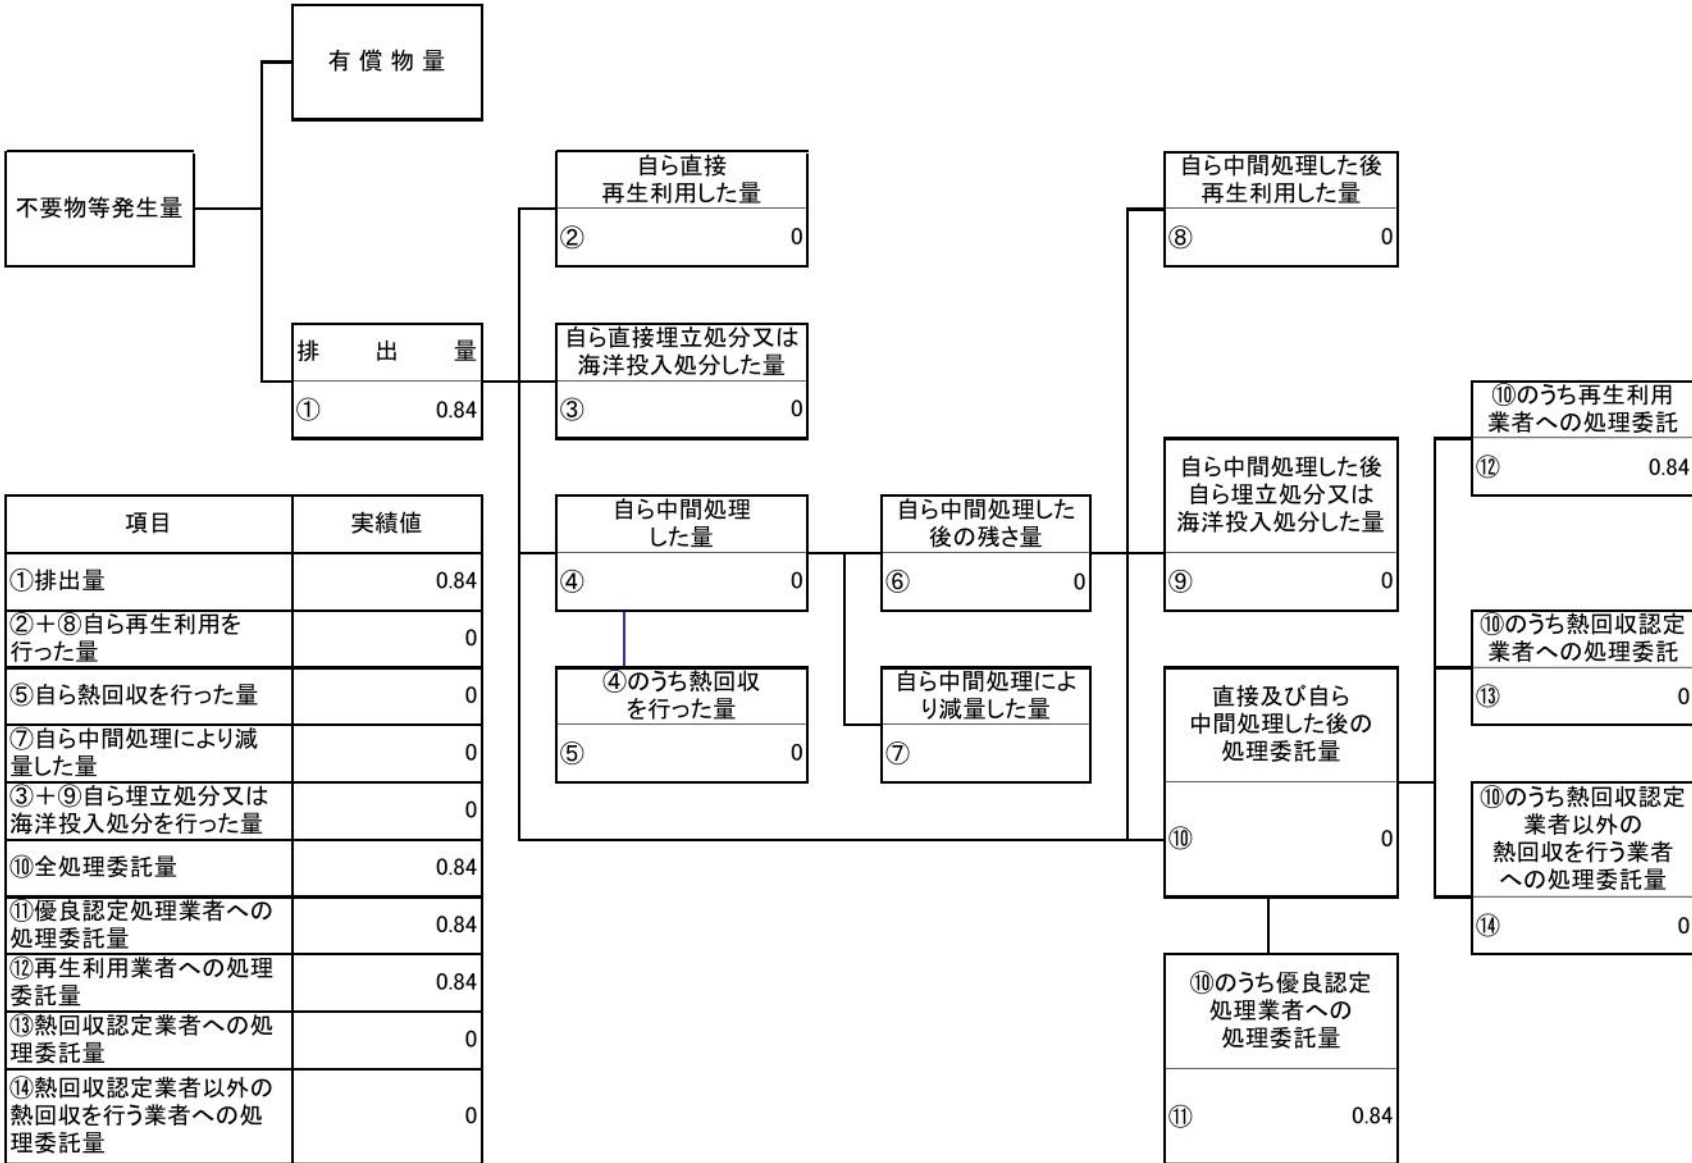 有償物量
不要物等発生量
自ら直接
再生利用した量
② 0
自ら中間処理した後
再生利用した量
⑧ 0
排出量
① 0.84
自ら直接埋立処分又は
海洋投入処分した量
③ 0
⑩のうち再生利用
業者への処理委託
⑫ 0.84
自ら中間処理した後
自ら埋立処分又は
海洋投入処分した量
⑨ 0
自ら中間処理
した量
④ 0
自ら中間処理した
後の残さ量
⑥ 0
⑩のうち熱回収認定
業者への処理委託
⑬ 0
④のうち熱回収
を行った量
⑤ 0
自ら中間処理によ
り減量した量
⑦
直接及び自ら
中間処理した後の
処理委託量
⑩ 0
⑩のうち熱回収認定
業者以外の
熱回収を行う業者
への処理委託量
⑭ 0
⑩のうち優良認定
処理業者への
処理委託量
⑪ 0.84
項目 実績値
①排出量 0.84
②＋⑧自ら再生利用を
行った量 0
⑤自ら熱回収を行った量 0
⑦自ら中間処理により減
量した量 0
③＋⑨自ら埋立処分又は
海洋投入処分を行った量 0
⑩全処理委託量 0.84
⑪優良認定処理業者への
処理委託量 0.84
⑫再生利用業者への処理
委託量 0.84
⑬熱回収認定業者への処
理委託量 0
⑭熱回収認定業者以外の
熱回収を行う業者への処
理委託量 0